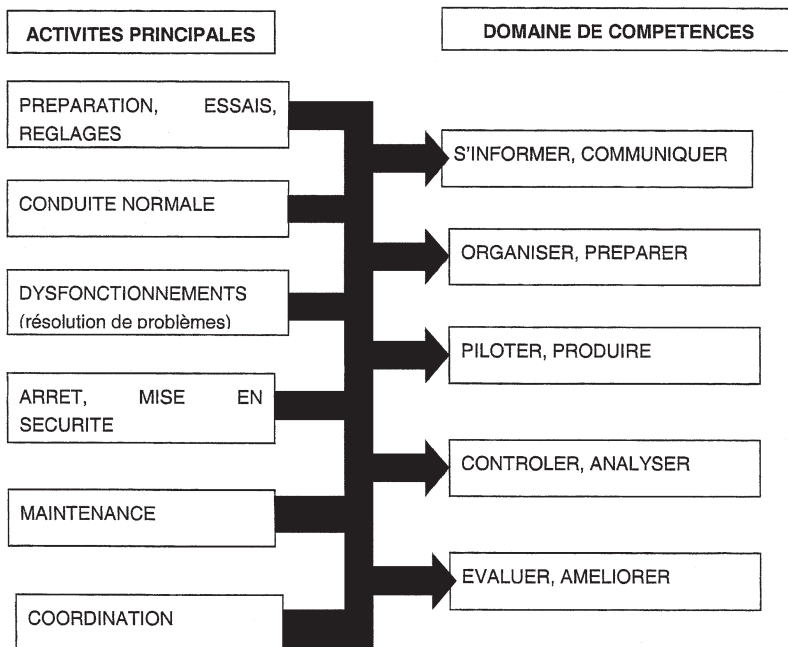 ACTIVITES PRINCIPALES
PREPARATION, ESSAIS,
REGLAGES
CONDUITE NORMALE
DYSFONCTIONNEMENTS
(résolution de problèmes)
ARRET, MISE EN
SECURITE
MAINTENANCE
COORDINATION
DOMAINE DE COMPETENCES
S'INFORMER, COMMUNIQUER
ORGANISER, PREPARER
PILOTER, PRODUIRE
CONTROLER, ANALYSER
EVALUER, AMELIORER